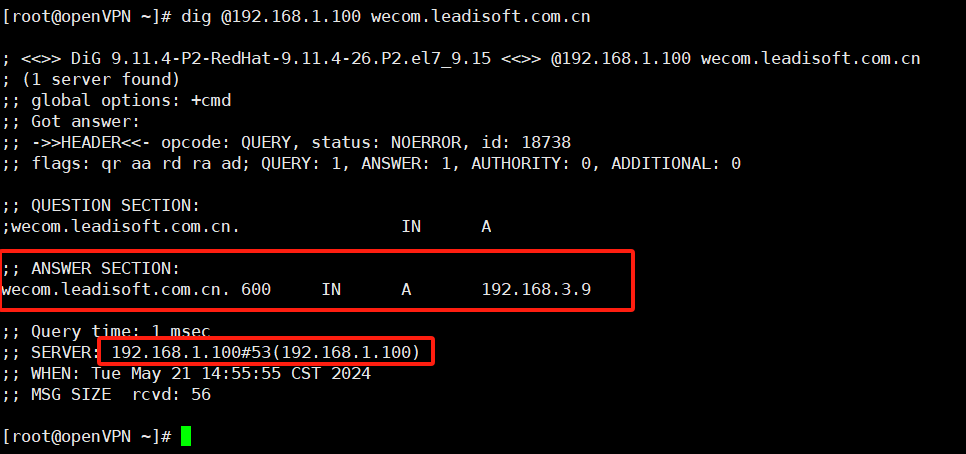 [root@openVPN ~]# dig @192.168.1.100 wecom.leadisoft.com.cn
; <<>> DiG 9.11.4-P2-RedHat-9.11.4-26.P2.el7_9.15 <<>> @192.168.1.100 wecom.leadisoft.com.cn
; (1 server found)
;; global options: +cmd
;; Got answer:
;; ->>HEADER<<- opcode: QUERY, status: NOERROR, id: 18738
;; flags: qr aa rd ra ad; QUERY: 1, ANSWER: 1, AUTHORITY: 0, ADDITIONAL: 0
;; QUESTION SECTION:
;wecom.leadisoft.com.cn. IN A
;; ANSWER SECTION:
wecom.leadisoft.com.cn. 600 IN A 192.168.3.9
;; Query time: 1 msec
;; SERVER: 192.168.1.100#53(192.168.1.100)
;; WHEN: Tue May 21 14:55:55 CST 2024
;; MSG SIZE rcvd: 56
[root@openVPN ~]#